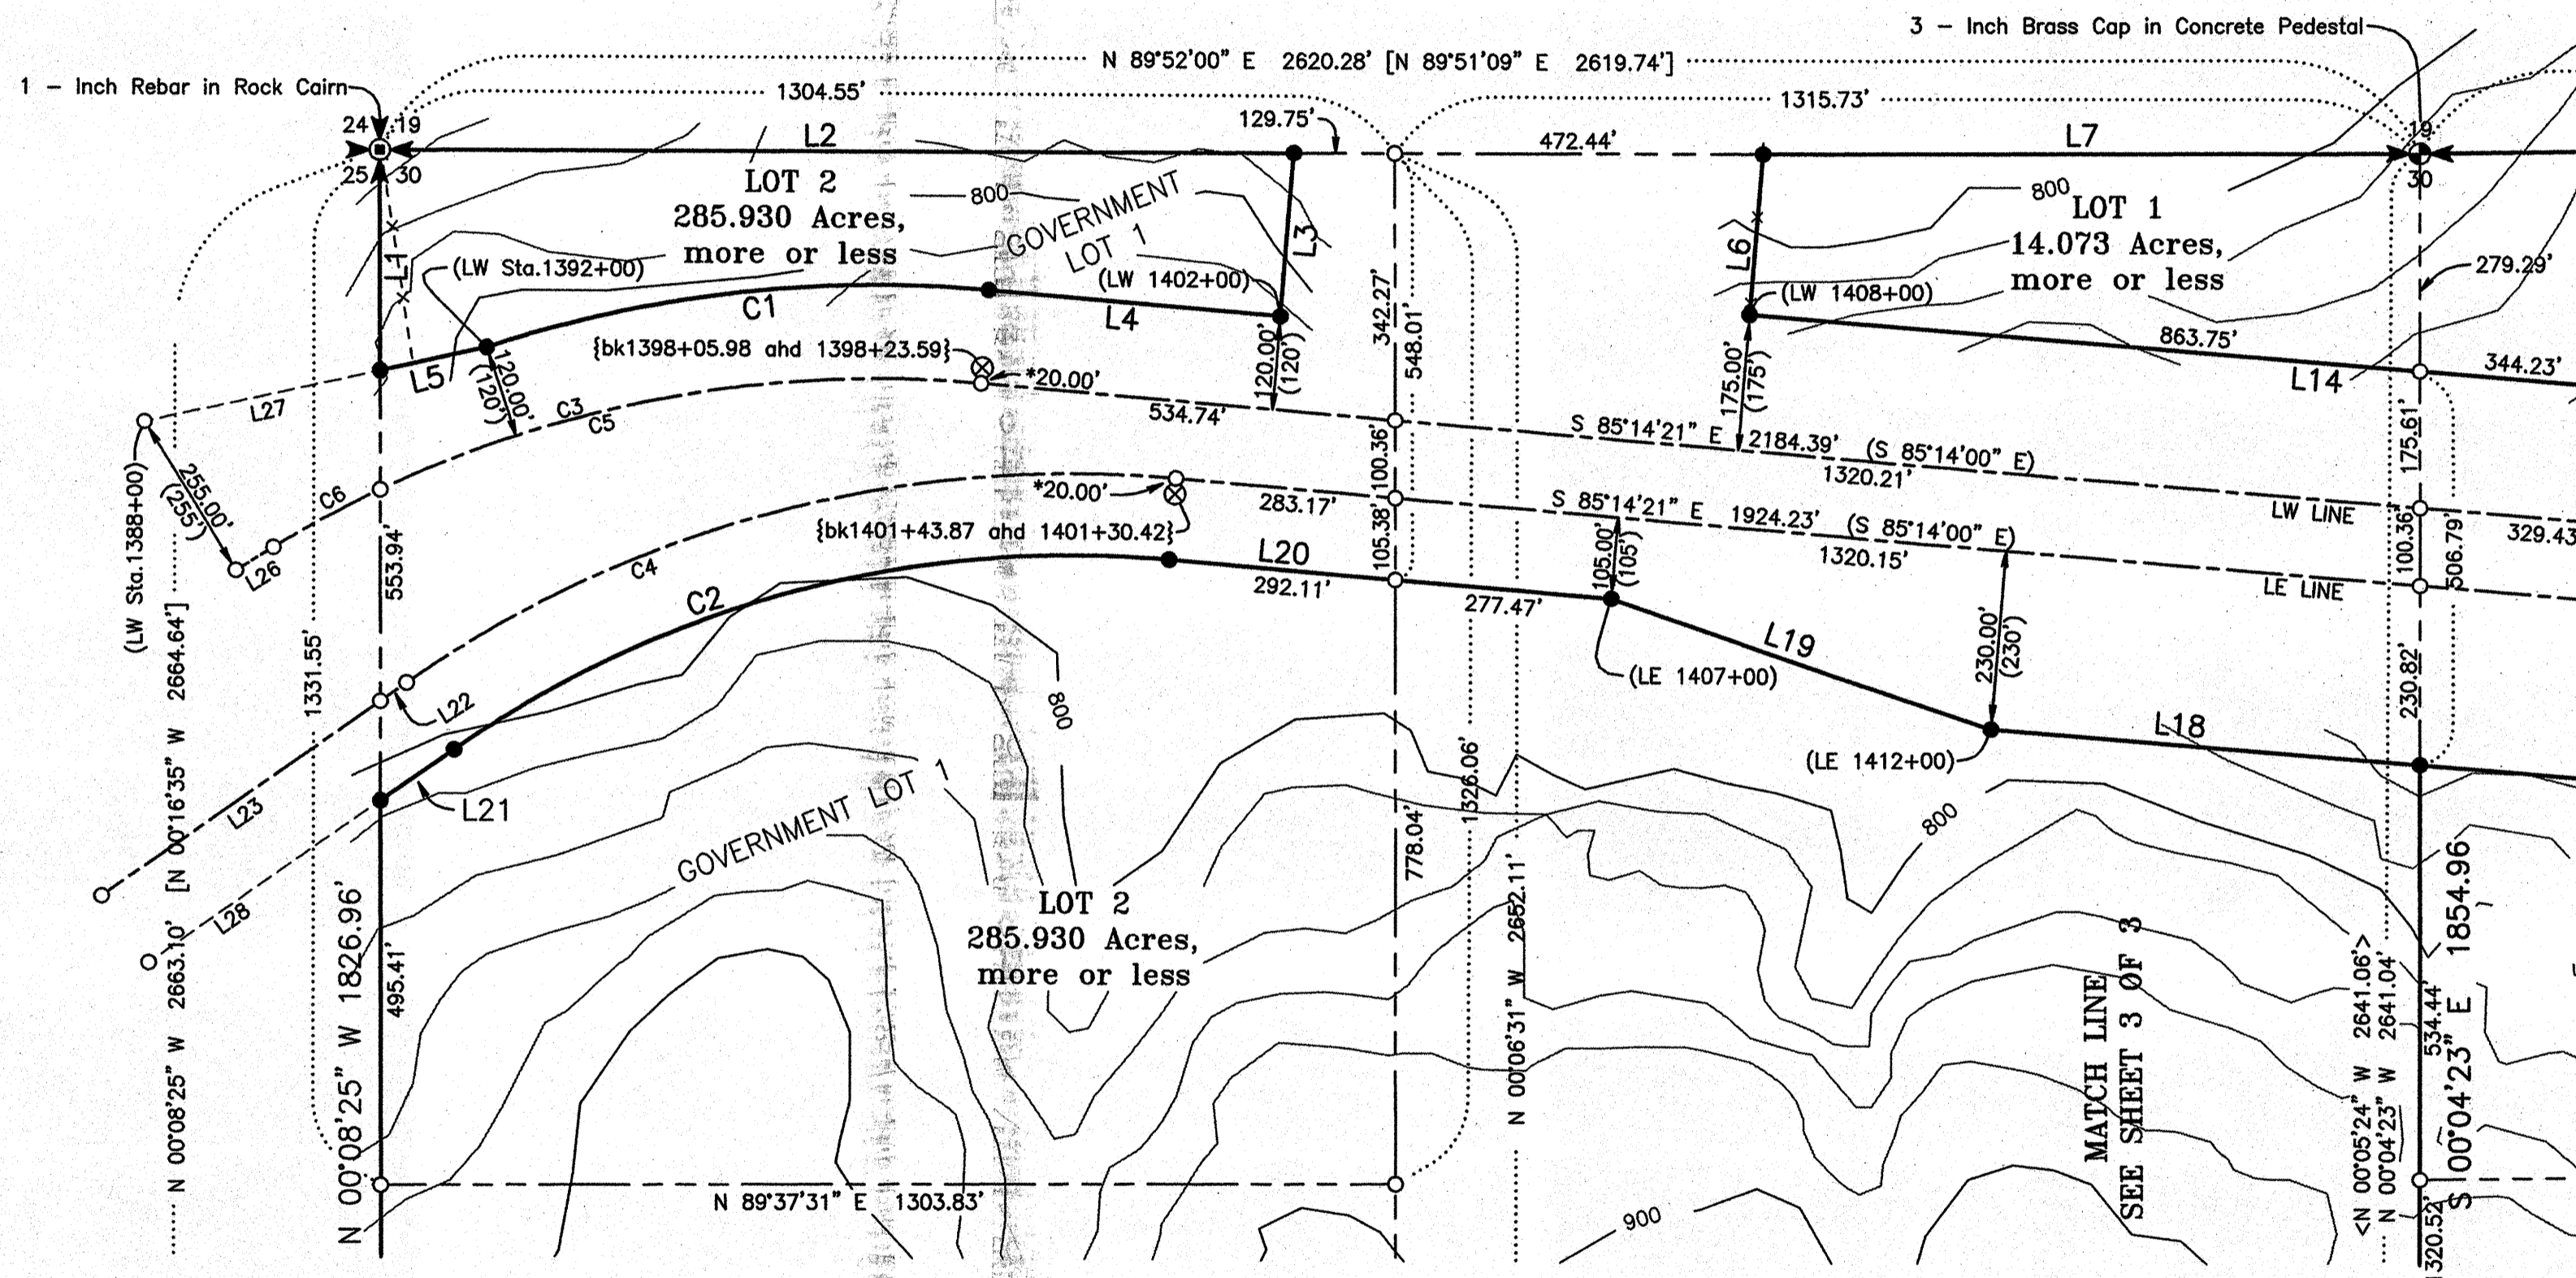 3 – Inch Brass Cap in Concrete Pedestal
N 89°52'00" E 2620.28' [N 89°51'09" E 2619.74']
1 – Inch Rebar in Rock Cairn
1304.55'
1315.73'
129.75'
24 19
25 30
L2
472.44'
L7
19
30
LOT 2
285.930 Acres,
more or less
800
GOVERNMENT
LOT 1
L3
L6
800
LOT 1
14.073 Acres,
more or less
279.29'
L1
(LW Sta.1392+00)
(LW 1402+00)
(LW 1408+00)
C1
L4
342.27'
548.01'
863.75'
L14
344.23'
{bk1398+05.98 ahd 1398+23.59}
*20.00'
120.00'
(120')
175.00'
(175')
L5
120.00'
(120')
L27
C3
C5
534.74'
S 85°14'21" E 2184.39' (S 85°14'00" E)
1320.21'
175.61'
(LW Sta.1388+00)
255.00'
(255')
C6
L26
*20.00'
100.36'
283.17'
S 85°14'21" E 1924.23' (S 85°14'00" E)
1320.15'
LW LINE
329.43
{bk1401+43.87 ahd 1401+30.42}
105.38'
L20
292.11'
105.00'
(105')
LE LINE
100.36'
506.79'
553.94'
C4
C2
277.47'
L19
230.00'
(230')
(LE 1407+00)
1331.55'
L22
800
230.82'
L18
(LE 1412+00)
L23
L21
L28
GOVERNMENT LOT 1
1326.06'
778.04'
800
LOT 2
285.930 Acres,
more or less
N 00°08'25" W 2663.10' [N 00°16'35" W 2664.64']
N 00°08'25" W 1826.96'
495.41'
N 00°06'31" W 2652.11'
MATCH LINE
SEE SHEET 3 OF 3
<N 00°05'24" W 2641.06'>
N 00°04'23" W 2641.04'
534.44'
S 00°04'23" E 1854.96'
N 89°37'31" E 1303.83'
900
1320.52'